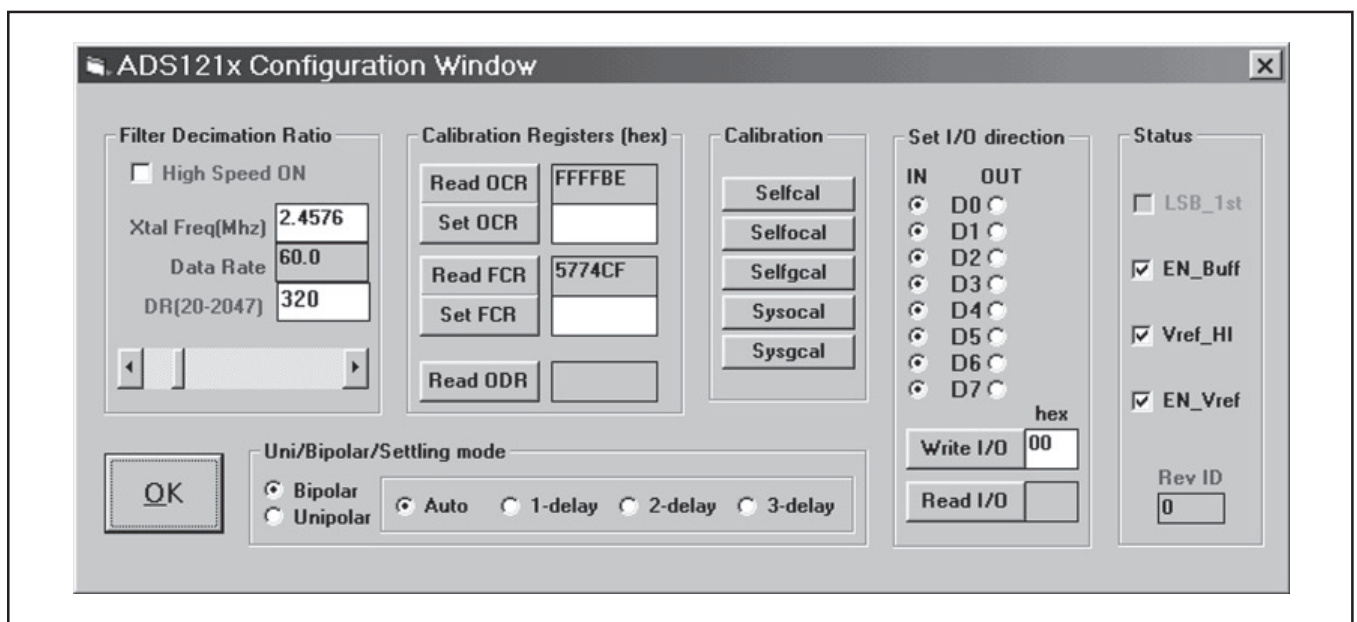 ADS121x Configuration Window
Filter Decimation Ratio
High Speed ON
Xtal Freq(Mhz) 2.4576
Data Rate 60.0
DR(20-2047) 320
Calibration Registers (hex)
Read OCR FFFFBE
Set OCR
Read FCR 5774CF
Set FCR
Read ODR
Calibration
Selfcal
Selfocal
Selfgcal
Sysocal
Sysgcal
Set I/O direction
IN OUT
D0
D1
D2
D3
D4
D5
D6
D7
hex
Write I/O 00
Read I/O
Status
LSB_1st
EN_Buff
Vref_HI
EN_Vref
Rev ID
0
OK
Uni/Bipolar/Settling mode
Bipolar
Unipolar
Auto 1-delay 2-delay 3-delay